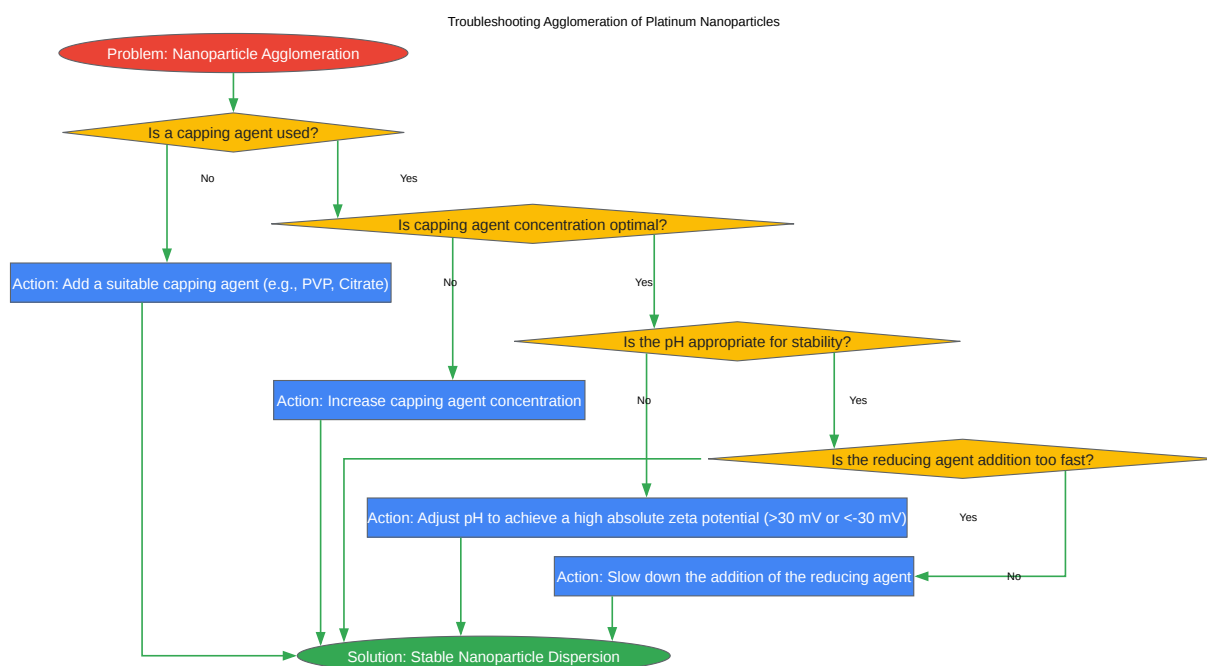 Troubleshooting Agglomeration of Platinum Nanoparticles
Problem: Nanoparticle Agglomeration
Is a capping agent used?
No
Yes
Is capping agent concentration optimal?
Action: Add a suitable capping agent (e.g., PVP, Citrate)
No
Yes
Is the pH appropriate for stability?
Action: Increase capping agent concentration
No
Yes
Is the reducing agent addition too fast?
Action: Adjust pH to achieve a high absolute zeta potential (>30 mV or <-30 mV)
Yes
Action: Slow down the addition of the reducing agent
No
Solution: Stable Nanoparticle Dispersion